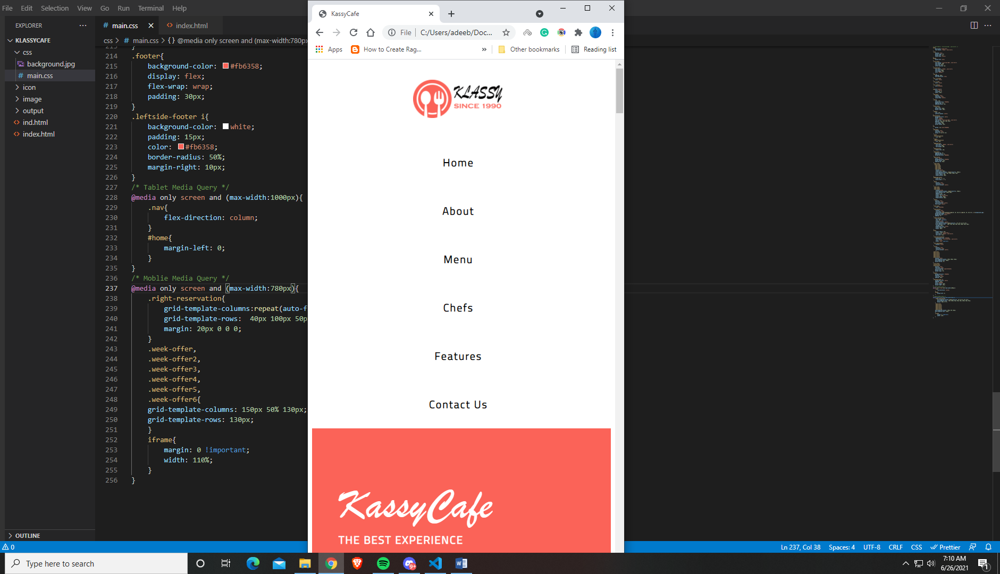 File Edit Selection View Go Run Terminal Help
EXPLORER
KLASSYCAFE
css
background.jpg
main.css
icon
image
output
ind.html
index.html
OUTLINE
main.css
index.html
css > # main.css > {} @media only screen and (max-width:780px
213 }
214 .footer{
215 background-color: #fb6358;
216 display: flex;
217 flex-wrap: wrap;
218 padding: 30px;
219 }
220 .leftside-footer i{
221 background-color: white;
222 padding: 15px;
223 color: #fb6358;
224 border-radius: 50%;
225 margin-right: 10px;
226 }
227 /* Tablet Media Query */
228 @media only screen and (max-width:1000px){
229 .nav{
230 flex-direction: column;
231 }
232 #home{
233 margin-left: 0;
234 }
235 }
236 /* Moblie Media Query */
237 @media only screen and (max-width:780px){
238 .right-reservation{
239 grid-template-columns:repeat(auto-f
240 grid-template-rows: 40px 100px 50p
241 margin: 20px 0 0 0;
242 }
243 .week-offer,
244 .week-offer2,
245 .week-offer3,
246 .week-offer4,
247 .week-offer5,
248 .week-offer6{
249 grid-template-columns: 150px 50% 130px;
250 grid-template-rows: 130px;
251 }
252 iframe{
253 margin: 0 !important;
254 width: 110%;
255 }
256 }
KassyCafe
File C:/Users/adeeb/Doc...
Apps How to Create Rag... » Other bookmarks Reading list
KLASSY
SINCE 1990
Home
About
Menu
Chefs
Features
Contact Us
KassyCafe
THE BEST EXPERIENCE
0
Ln 237, Col 38 Spaces: 4 UTF-8 CRLF CSS Prettier
Type here to search
9+
7:10 AM
6/26/2021
1